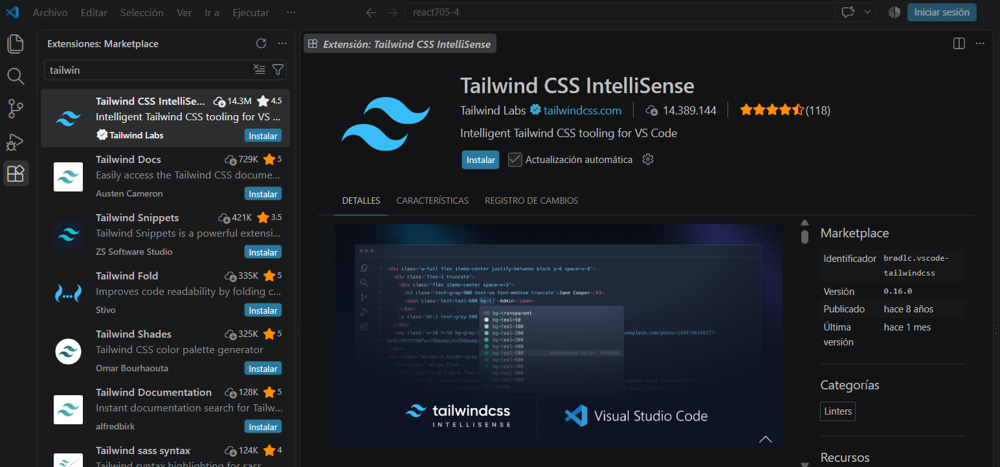 Archivo Editar Selección Ver Ir a Ejecutar ···
react705-4
Iniciar sesión
Extensiones: Marketplace
tailwin
Tailwind CSS IntelliSe... 14.3M 4.5
Intelligent Tailwind CSS tooling for VS ...
Tailwind Labs Instalar
Tailwind Docs 729K 5
Easily access the Tailwind CSS docume...
Austen Cameron Instalar
Tailwind Snippets 421K 3.5
Tailwind Snippets is a powerful extensi...
ZS Software Studio Instalar
Tailwind Fold 335K 5
Improves code readability by folding c...
Stivo Instalar
Tailwind Shades 325K 5
Tailwind CSS color palette generator
Omar Bourhaouta Instalar
Tailwind Documentation 128K 5
Instant documentation search for Tailw...
alfredbirk Instalar
Tailwind sass syntax 124K 4
Tailwind syntax highlighting for sass
Extensión: Tailwind CSS IntelliSense
Tailwind CSS IntelliSense
Tailwind Labs tailwindcss.com 14.389.144 (118)
Intelligent Tailwind CSS tooling for VS Code
Instalar Actualización automática
DETALLES CARACTERÍSTICAS REGISTRO DE CAMBIOS
1 <div class="w-full flex items-center justify-between block p-6 space-x-6">
2 <div class="flex-1 truncate">
3 <div class="flex items-center space-x-3">
4 <h3 class="text-gray-900 text-sm font-medium truncate">Jane Cooper</h3>
5 <span class="text-teal-600 bg-t">Admin</span>
</div>
<p class="mt-1 text-gray-500
</div>
<img class="w-10 h-10 bg-gray-3 unsplash.com/photo-1494790108377-
be9c29b29330?w=256&amp;h=256&amp;
</div>
<div class="border-t border-gray-
<div class="-mt-px flex">
<div class="w-0 flex-1 flex b
bg-transparent
bg-teal-50
bg-teal-100
bg-teal-200
bg-teal-300
bg-teal-400
bg-teal-500 background-color: #14B8A6
bg-teal-600
bg-teal-700
bg-teal-800
bg-teal-900
bg-top
tailwindcss
INTELLISENSE
Visual Studio Code
Marketplace
Identificador bradlc.vscode-
tailwindcss
Versión 0.16.0
Publicado hace 8 años
Última hace 1 mes
versión
Categorías
Linters
Recursos